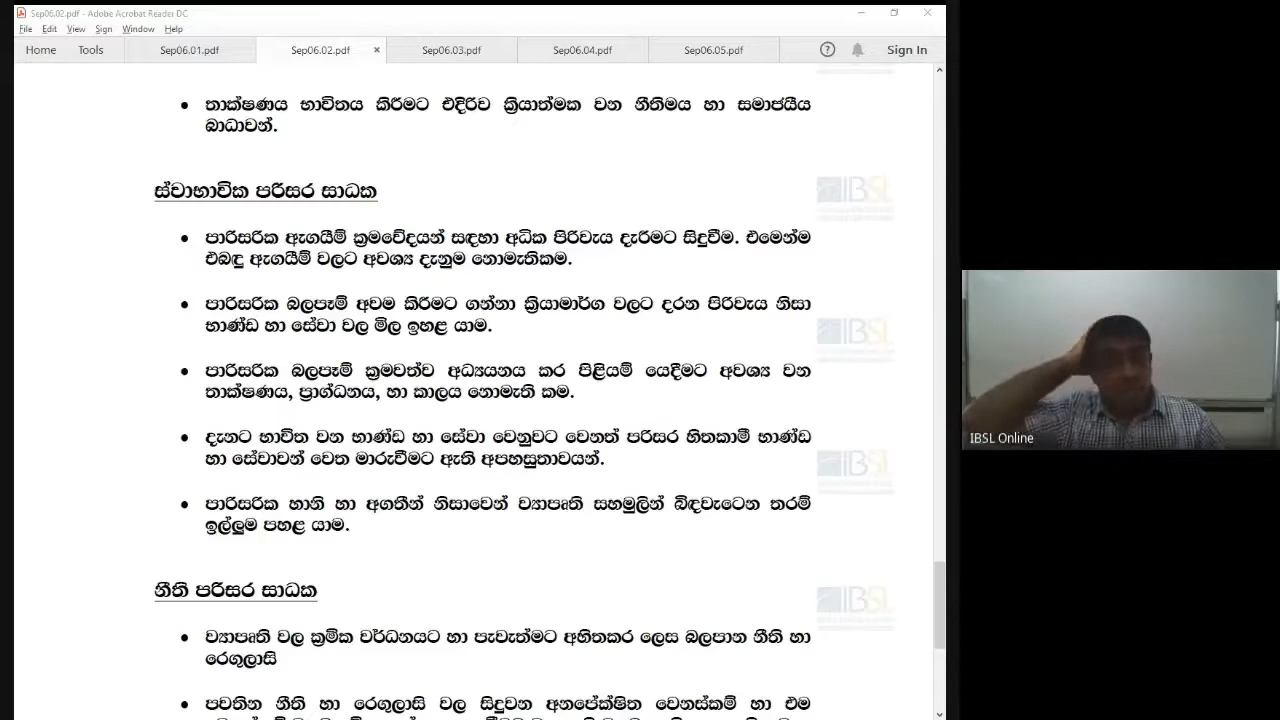 Sep06.02.pdf - Adobe Acrobat Reader DC
File Edit View Sign Window Help
Home Tools Sep06.01.pdf Sep06.02.pdf × Sep06.03.pdf Sep06.04.pdf Sep06.05.pdf Sign In
• තාක්ෂණය භාවිතය කිරීමට එදිරිව ක්‍රියාත්මක වන නීතිමය හා සමාජයීය
බාධාවන්.
ස්වාභාවික පරිසර සාධක
• පාරිසරික ඇගයීම් ක්‍රමවේදයන් සඳහා අධික පිරිවැය දැරීමට සිදුවීම. එමෙන්ම
එබඳු ඇගයීම් වලට අවශ්‍ය දැනුම නොමැතිකම.
• පාරිසරික බලපෑම් අවම කිරීමට ගන්නා ක්‍රියාමාර්ග වලට දරන පිරිවැය නිසා
භාණ්ඩ හා සේවා වල මිල ඉහළ යාම.
• පාරිසරික බලපෑම් ක්‍රමවත්ව අධ්‍යයනය කර පිළියම් යෙදීමට අවශ්‍ය වන
තාක්ෂණය, ප්‍රාග්ධනය, හා කාලය නොමැති කම.
• දැනට භාවිත වන භාණ්ඩ හා සේවා වෙනුවට වෙනත් පරිසර හිතකාමී භාණ්ඩ
හා සේවාවන් වෙත මාරුවීමට ඇති අපහසුතාවයන්.
• පාරිසරික හානි හා අගතීන් නිසාවෙන් ව්‍යාපෘති සහමුලින් බිඳවැටෙන තරම්
ඉල්ලුම පහළ යාම.
නීති පරිසර සාධක
• ව්‍යාපෘති වල ක්‍රමික වර්ධනයට හා පැවැත්මට අහිතකර ලෙස බලපාන නීති හා
රෙගුලාසි
• පවතින නීති හා රෙගුලාසි වල සිදුවන අනපේක්ෂිත වෙනස්කම් හා එම
IBSL
IBSL
IBSL
IBSL
IBSL Online